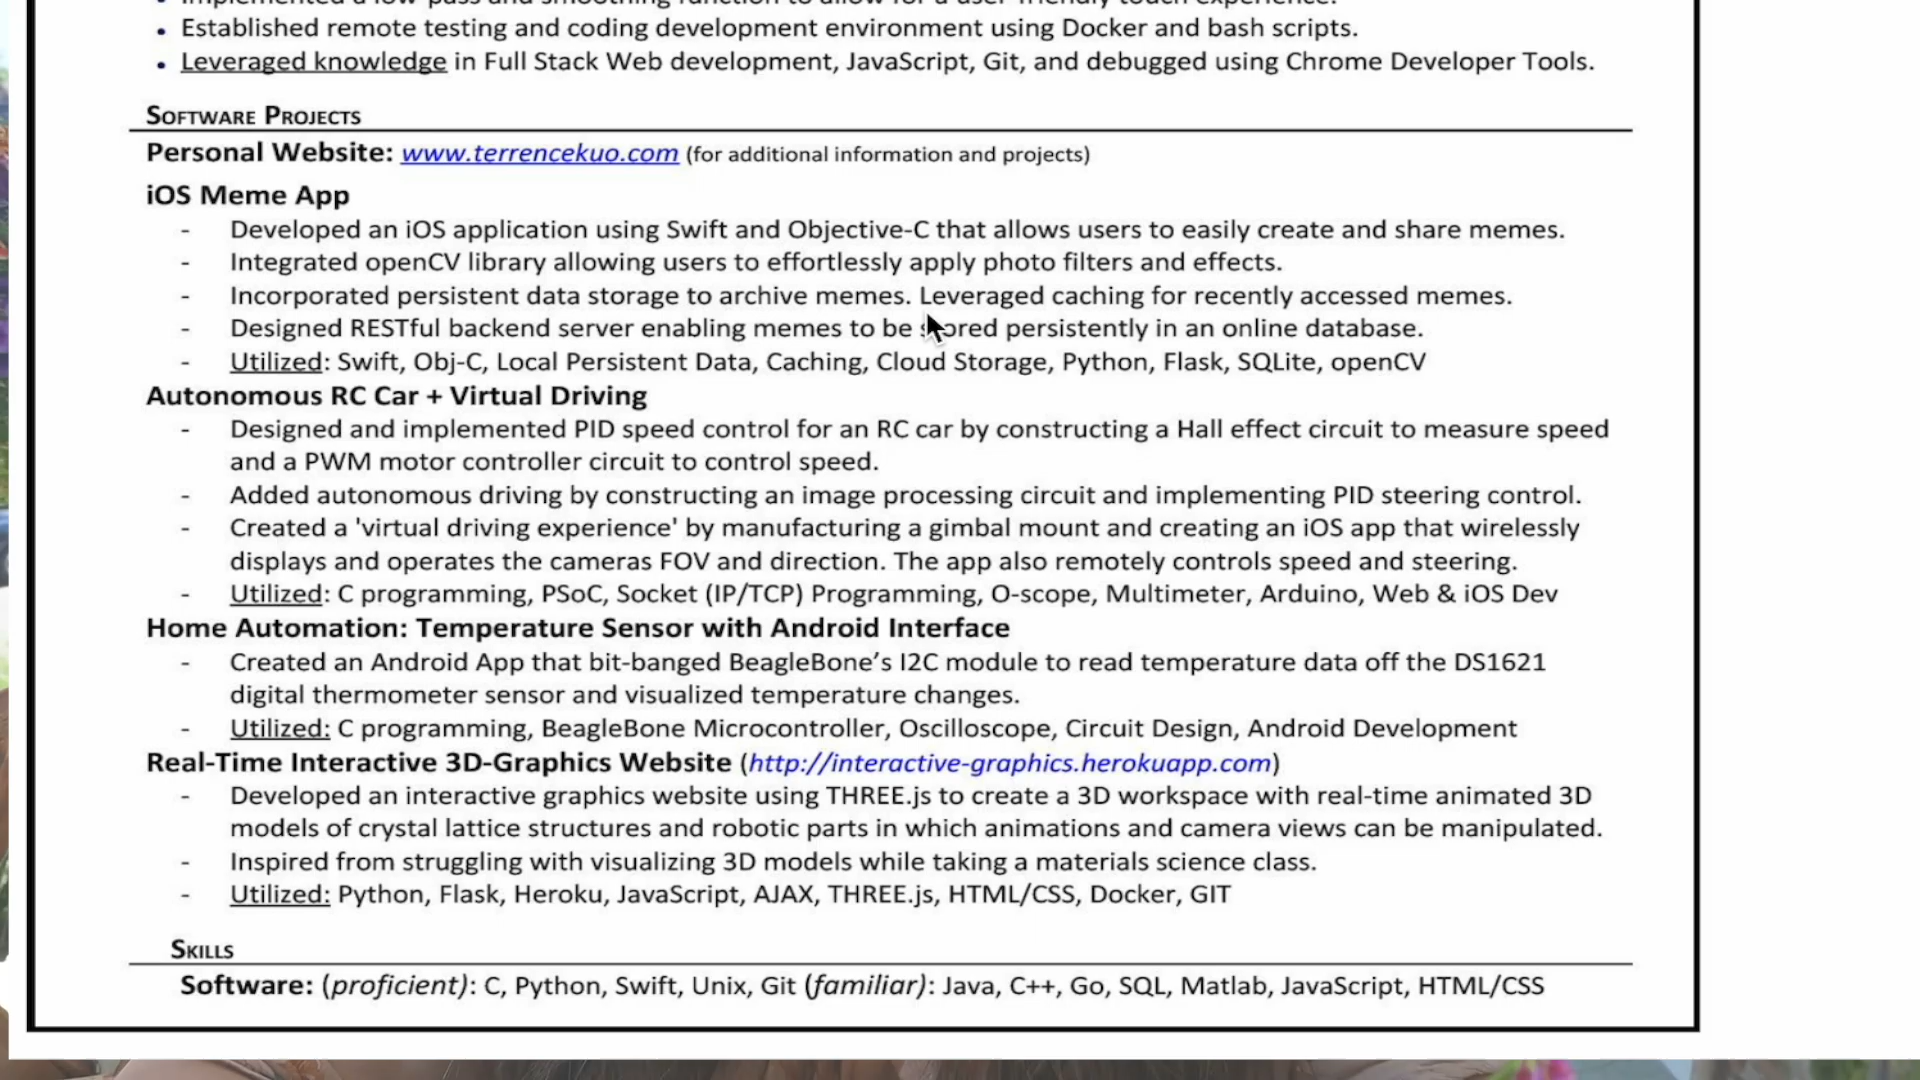 Implemented a low-pass and smoothing function to allow for a user-friendly touch experience.
• Established remote testing and coding development environment using Docker and bash scripts.
• Leveraged knowledge in Full Stack Web development, JavaScript, Git, and debugged using Chrome Developer Tools.
SOFTWARE PROJECTS
Personal Website: www.terrencekuo.com (for additional information and projects)
iOS Meme App
- Developed an iOS application using Swift and Objective-C that allows users to easily create and share memes.
- Integrated openCV library allowing users to effortlessly apply photo filters and effects.
- Incorporated persistent data storage to archive memes. Leveraged caching for recently accessed memes.
- Designed RESTful backend server enabling memes to be stored persistently in an online database.
- Utilized: Swift, Obj-C, Local Persistent Data, Caching, Cloud Storage, Python, Flask, SQLite, openCV
Autonomous RC Car + Virtual Driving
- Designed and implemented PID speed control for an RC car by constructing a Hall effect circuit to measure speed
and a PWM motor controller circuit to control speed.
- Added autonomous driving by constructing an image processing circuit and implementing PID steering control.
- Created a 'virtual driving experience' by manufacturing a gimbal mount and creating an iOS app that wirelessly
displays and operates the cameras FOV and direction. The app also remotely controls speed and steering.
- Utilized: C programming, PSoC, Socket (IP/TCP) Programming, O-scope, Multimeter, Arduino, Web & iOS Dev
Home Automation: Temperature Sensor with Android Interface
- Created an Android App that bit-banged BeagleBone’s I2C module to read temperature data off the DS1621
digital thermometer sensor and visualized temperature changes.
- Utilized: C programming, BeagleBone Microcontroller, Oscilloscope, Circuit Design, Android Development
Real-Time Interactive 3D-Graphics Website (http://interactive-graphics.herokuapp.com)
- Developed an interactive graphics website using THREE.js to create a 3D workspace with real-time animated 3D
models of crystal lattice structures and robotic parts in which animations and camera views can be manipulated.
- Inspired from struggling with visualizing 3D models while taking a materials science class.
- Utilized: Python, Flask, Heroku, JavaScript, AJAX, THREE.js, HTML/CSS, Docker, GIT
SKILLS
Software: (proficient): C, Python, Swift, Unix, Git (familiar): Java, C++, Go, SQL, Matlab, JavaScript, HTML/CSS